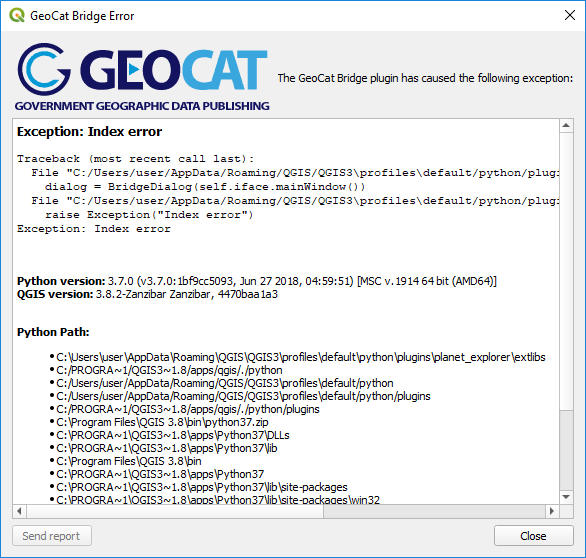 GeoCat Bridge Error
GEOCAT
GOVERNMENT GEOGRAPHIC DATA PUBLISHING
The GeoCat Bridge plugin has caused the following exception:
Exception: Index error
Traceback (most recent call last):
File "C:/Users/user/AppData/Roaming/QGIS/QGIS3\profiles\default/python/plugin
dialog = BridgeDialog(self.iface.mainWindow())
File "C:/Users/user/AppData/Roaming/QGIS/QGIS3\profiles\default/python/plugin
raise Exception("Index error")
Exception: Index error
Python version: 3.7.0 (v3.7.0:1bf9cc5093, Jun 27 2018, 04:59:51) [MSC v.1914 64 bit (AMD64)]
QGIS version: 3.8.2-Zanzibar Zanzibar, 4470baa1a3
Python Path:
• C:\Users\user\AppData\Roaming\QGIS\QGIS3\profiles\default\python\plugins\planet_explorer\extlibs
• C:/PROGRA~1/QGIS3~1.8/apps/qgis/./python
• C:/Users/user/AppData/Roaming/QGIS/QGIS3\profiles\default/python
• C:/Users/user/AppData/Roaming/QGIS/QGIS3\profiles\default/python/plugins
• C:/PROGRA~1/QGIS3~1.8/apps/qgis/./python/plugins
• C:\Program Files\QGIS 3.8\bin\python37.zip
• C:\PROGRA~1\QGIS3~1.8\apps\Python37\DLLs
• C:\PROGRA~1\QGIS3~1.8\apps\Python37\lib
• C:\Program Files\QGIS 3.8\bin
• C:\PROGRA~1\QGIS3~1.8\apps\Python37
• C:\PROGRA~1\QGIS3~1.8\apps\Python37\lib\site-packages
• C:\PROGRA~1\QGIS3~1.8\apps\Python37\lib\site-packages\win32
Send report
Close